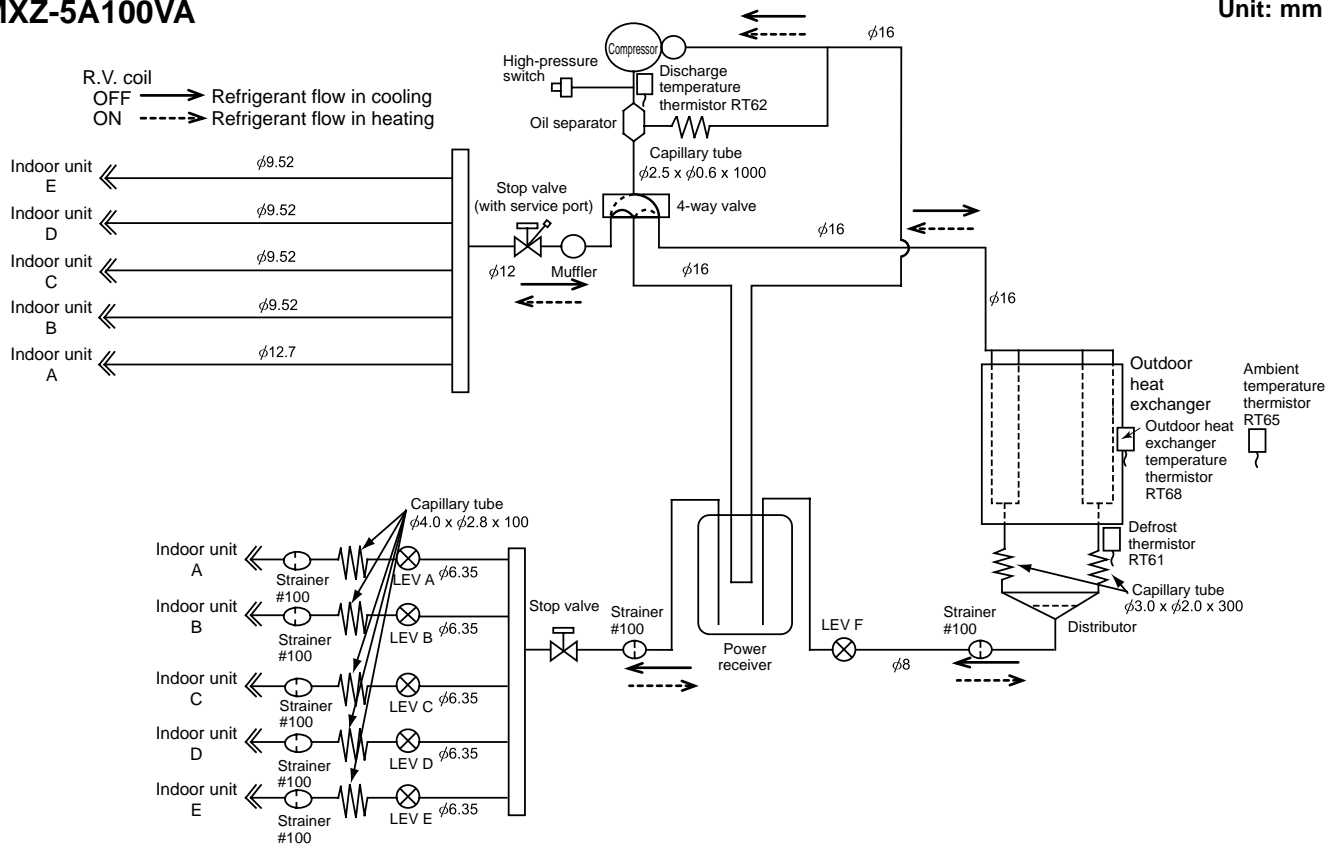 MXZ-5A100VA
Unit: mm
R.V. coil
OFF
Refrigerant flow in cooling
ON
Refrigerant flow in heating
Compressor
High-pressure
switch
Discharge
temperature
thermistor RT62
Oil separator
Capillary tube
ϕ2.5 x ϕ0.6 x 1000
ϕ16
Stop valve
(with service port)
4-way valve
ϕ12
Muffler
ϕ16
ϕ16
ϕ16
Indoor unit
E
ϕ9.52
Indoor unit
D
ϕ9.52
Indoor unit
C
ϕ9.52
Indoor unit
B
ϕ9.52
Indoor unit
A
ϕ12.7
Outdoor
heat
exchanger
Outdoor heat
exchanger
temperature
thermistor
RT68
Ambient
temperature
thermistor
RT65
Defrost
thermistor
RT61
Capillary tube
ϕ3.0 x ϕ2.0 x 300
Distributor
Strainer
#100
ϕ8
LEV F
Power
receiver
Strainer
#100
Stop valve
Capillary tube
ϕ4.0 x ϕ2.8 x 100
Indoor unit
A
Strainer
#100
LEV A
ϕ6.35
Indoor unit
B
Strainer
#100
LEV B
ϕ6.35
Indoor unit
C
Strainer
#100
LEV C
ϕ6.35
Indoor unit
D
Strainer
#100
LEV D
ϕ6.35
Indoor unit
E
Strainer
#100
LEV E
ϕ6.35